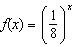 f(x) = (1/8)^x